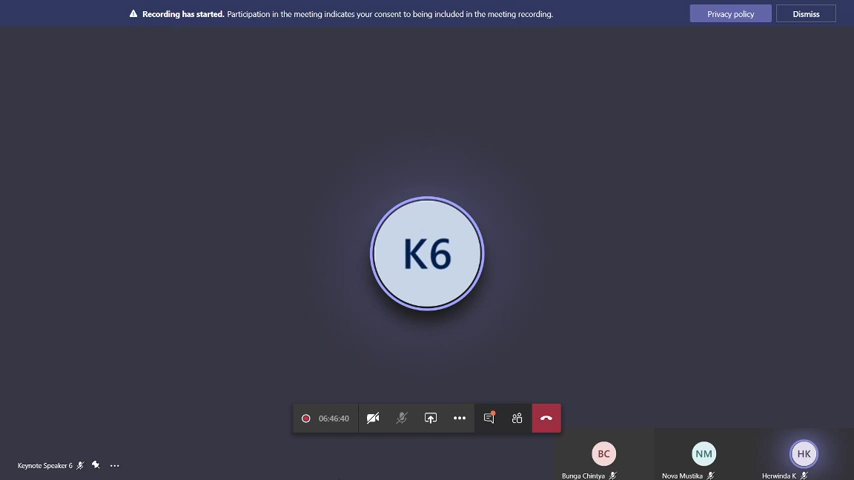 Recording has started. Participation in the meeting indicates your consent to being included in the meeting recording.
Privacy policy
Dismiss
K6
06:46:40
BC
NM
HK
Keynote Speaker 6
Bunga Chintya
Nova Mustika
Herwinda K